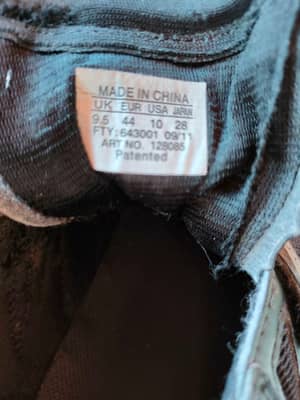 MADE IN CHINA
UK EUR USA JAPAN
9.5 44 10 28
FTY:643001 09/11
ART NO. 128085
Patented